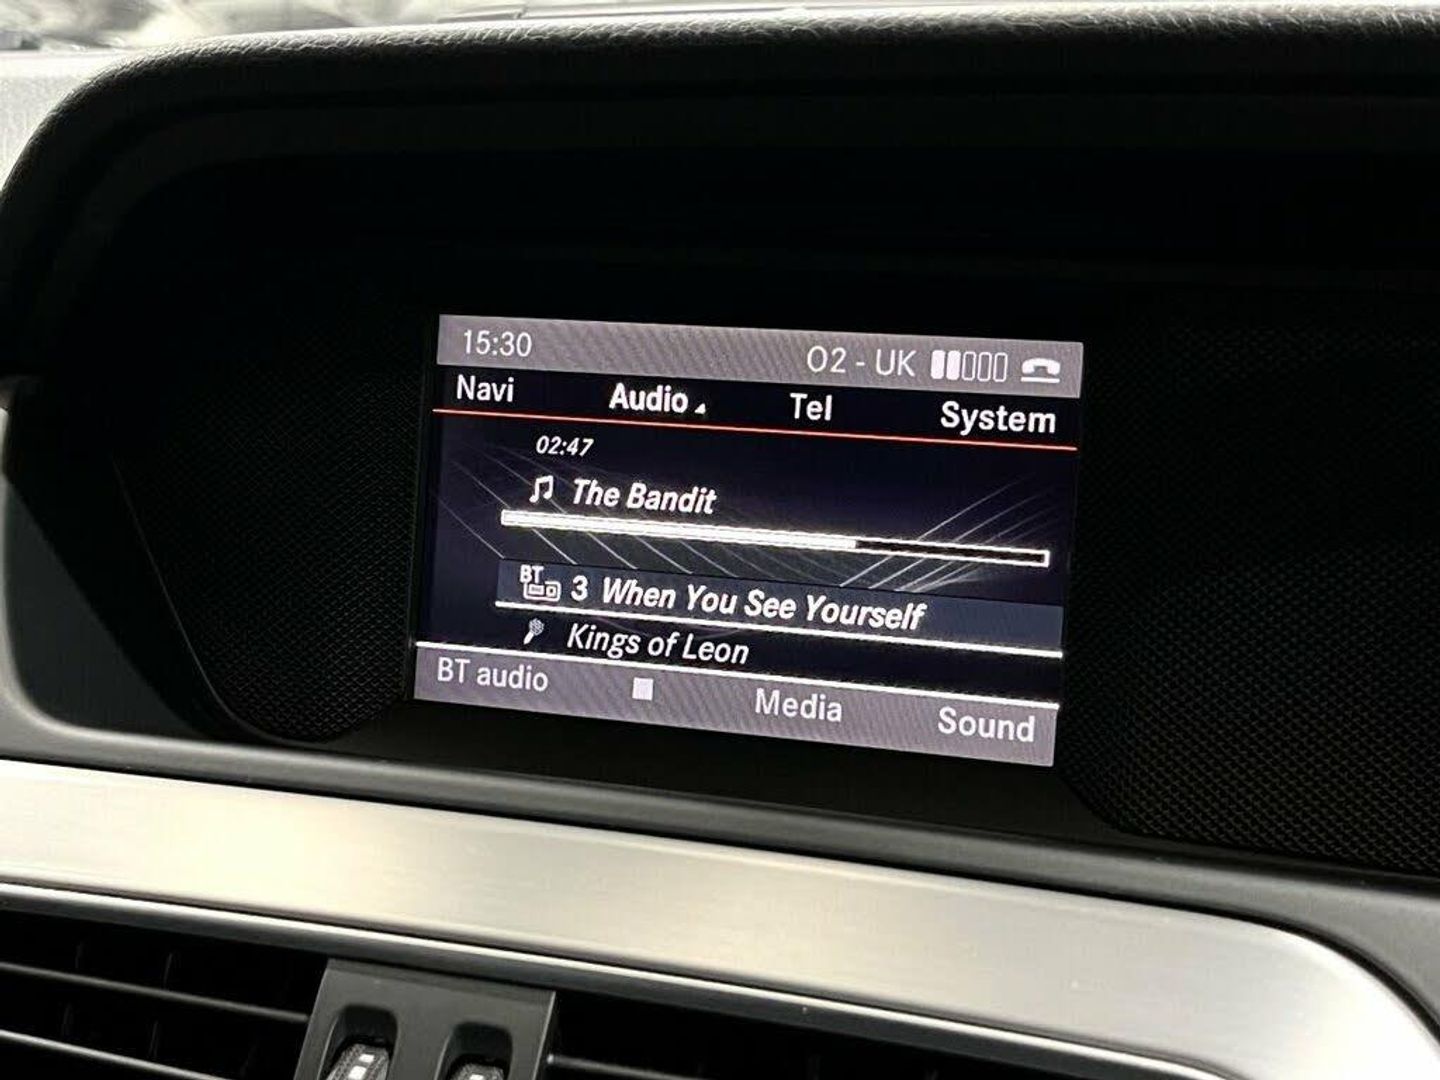 15:30 O2 - UK
Navi Audio Tel System
02:47
The Bandit
BT 3 When You See Yourself
Kings of Leon
BT audio Media Sound